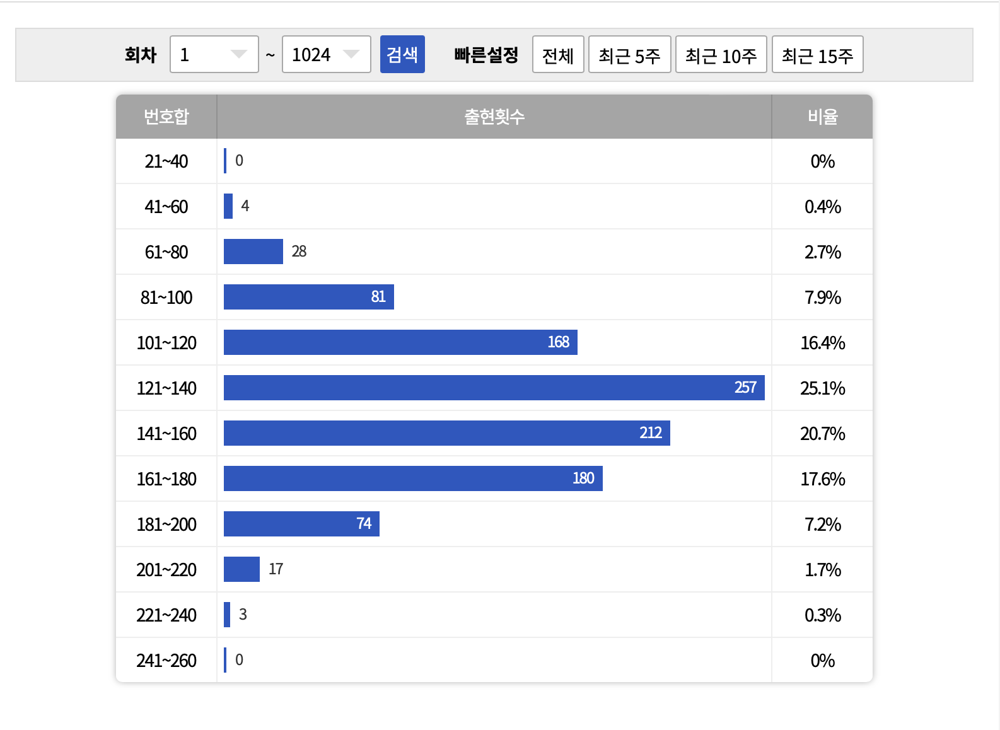 회차 1 ~ 1024 검색 빠른설정 전체 최근 5주 최근 10주 최근 15주
번호합 출현횟수 비율
21~40 0 0%
41~60 4 0.4%
61~80 28 2.7%
81~100 81 7.9%
101~120 168 16.4%
121~140 257 25.1%
141~160 212 20.7%
161~180 180 17.6%
181~200 74 7.2%
201~220 17 1.7%
221~240 3 0.3%
241~260 0 0%